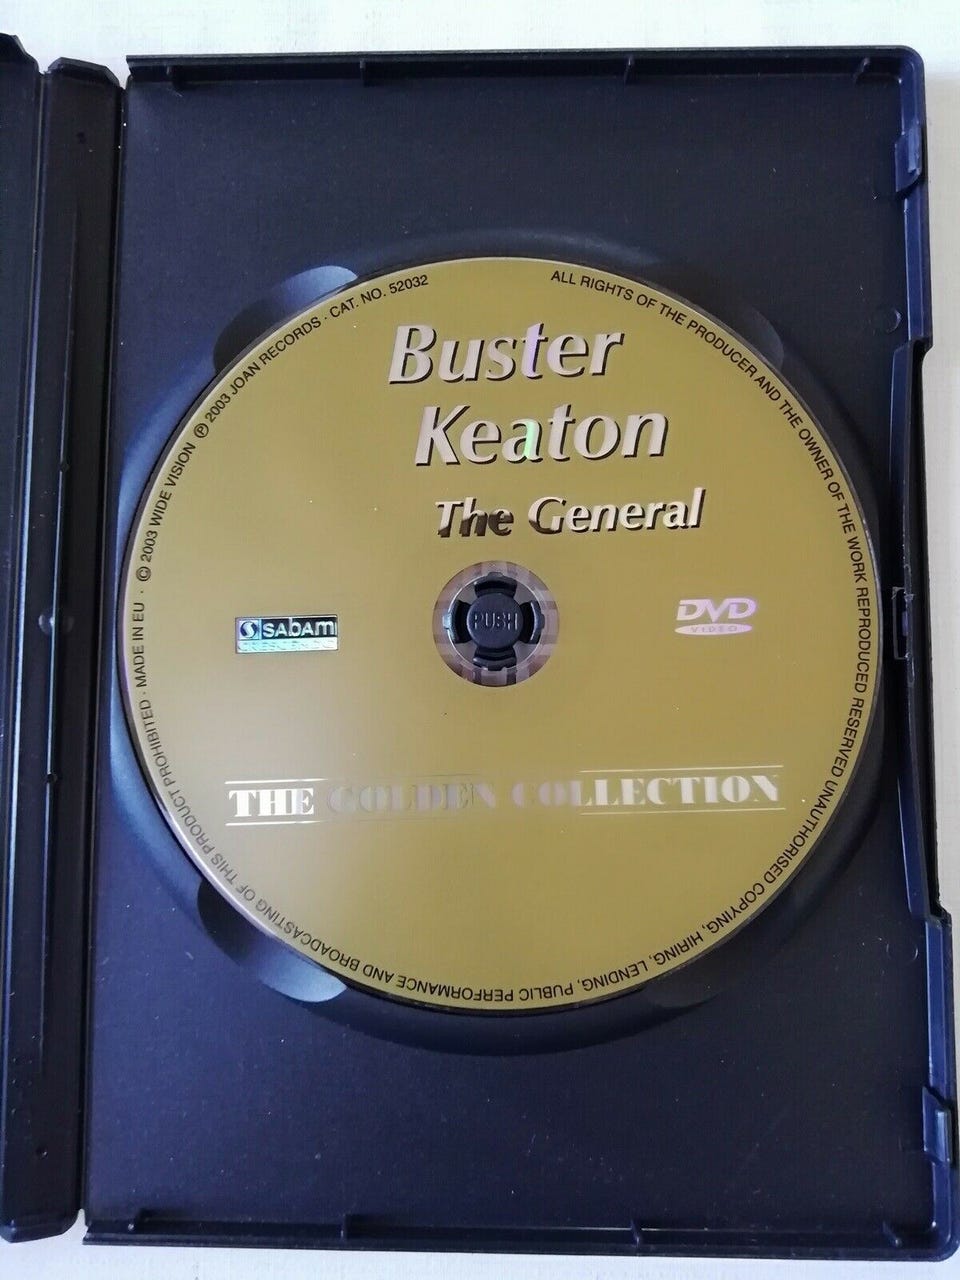 MADE IN EU · © 2003 WIDE VISION ℗ 2003 JOAN RECORDS · CAT. NO. 52032
ALL RIGHTS OF THE PRODUCER AND THE OWNER OF THE WORK REPRODUCED RESERVED UNAUTHORISED COPYING, HIRING, LENDING, PUBLIC PERFORMANCE AND BROADCASTING OF THIS PRODUCT PROHIBITED ·
Buster
Keaton
The General
PUSH
SABAM
DVD
VIDEO
THE GOLDEN COLLECTION